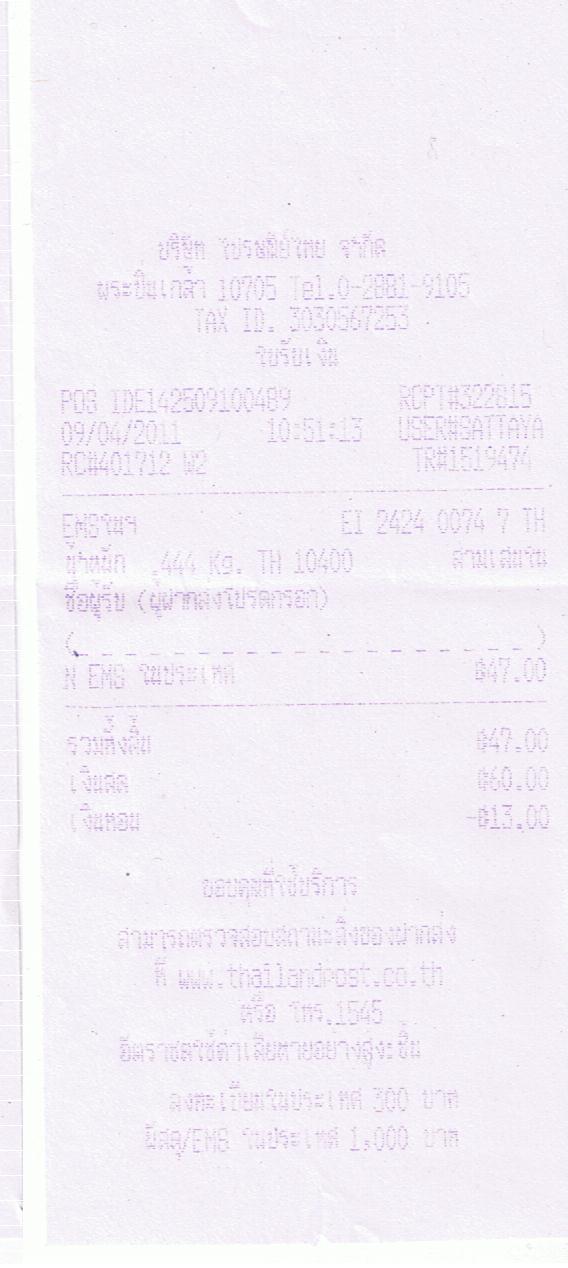 บริษัท ไปรษณีย์ไทย จำกัด
พระปิ่นเกล้า 10705 Tel.0-2881-9105
TAX ID. 3030567253
ใบรับเงิน
POS IDE142509100489 RCPT#322815
09/04/2011 10:51:13 USER#SATTAYA
RC#401712 W2 TR#1519474
EMSในฯ EI 2424 0074 7 TH
น้ำหนัก .444 Kg. TH 10400 สามเสนใน
ชื่อผู้รับ (ผู้ฝากส่งโปรดกรอก)
(_ _ _ _ _ _ _ _ _ _ _ _ _ _ _ _ _ _ _ _ _ _)
N EMS ในประเทศ ฿47.00
รวมทั้งสิ้น ฿47.00
เงินสด ฿60.00
เงินทอน -฿13.00
ขอบคุณที่ใช้บริการ
สามารถตรวจสอบสถานะสิ่งของฝากส่ง
ที่ www.thailandpost.co.th
หรือ โทร.1545
อัตราชดใช้ค่าเสียหายอย่างสูงะชิ้น
ลงทะเบียนในประเทศ 300 บาท
พัสดุ/EMS ในประเทศ 1,000 บาท